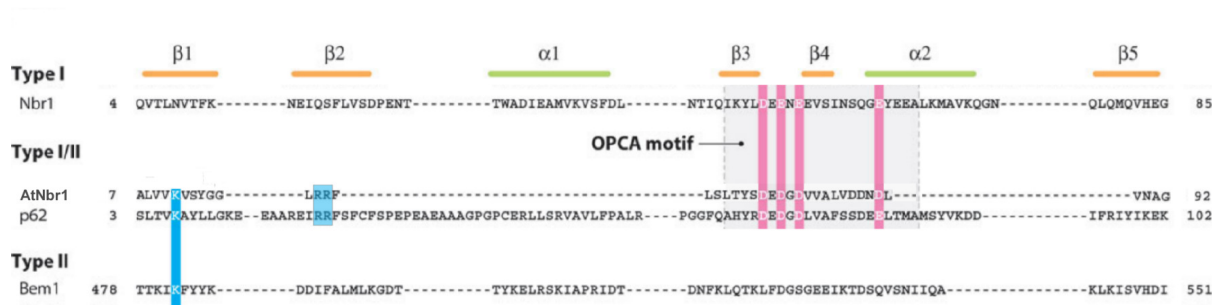 β1 β2 α1 β3 β4 α2 β5
Type I
Nbr1 4 QVTLNVTFK-------NEIQSFLVSDPENT--------TWADIEAMVKVSFDL------NTIQIKYLDEENEEVSINSQGEYEEALKMAVKQGN---------QLQMQVHEG 85
OPCA motif
Type I/II
AtNbr1 7 ALVVKVSYGG---------LRRF----------------------------------------LSLTYSDEDGDVVALVDDNDL--------------------------VNAG 92
p62 3 SLTVKAYLLGKE--EAAREIRRFSFCFSPEPEAEAAAGPGPCERLLSRVAVLFPALR----PGGFQAHYRDEDGDLVAFSSDEELTMAMSYVKDD---------IFRIYIKEK 102
Type II
Bem1 478 TTKIKFYYK--------DDIFALMLKGDT-------TYKELRSKIAPRIDT-------DNFKLQTKLFDGSGEEIKTDSQVSNIIQA--------------KLKISVHDI 551